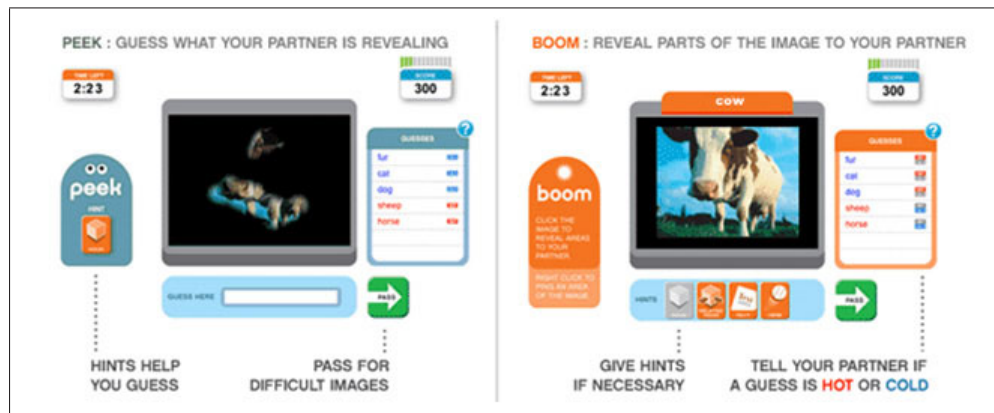 PEEK : GUESS WHAT YOUR PARTNER IS REVEALING
TIME LEFT
2:23
SCORE
300
peek
HINT
GUESSES
?
fur
cat
dog
sheep
horse
GUESS HERE
PASS
HINTS HELP
YOU GUESS
PASS FOR
DIFFICULT IMAGES
BOOM : REVEAL PARTS OF THE IMAGE TO YOUR PARTNER
TIME LEFT
2:23
SCORE
300
cow
boom
CLICK THE
IMAGE TO
REVEAL AREAS
TO YOUR
PARTNER
RIGHT CLICK TO
PING AN AREA
OF THE IMAGE
GUESSES
?
fur
cat
dog
sheep
horse
HINTS
PASS
GIVE HINTS
IF NECESSARY
TELL YOUR PARTNER IF
A GUESS IS HOT OR COLD